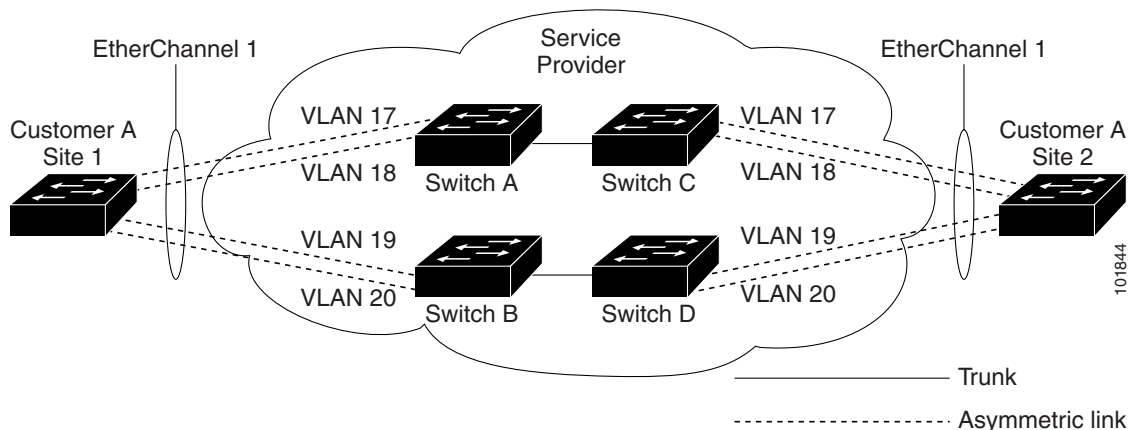 EtherChannel 1
Service
Provider
EtherChannel 1
Customer A
Site 1
VLAN 17
VLAN 18
Switch A
Switch C
VLAN 17
VLAN 18
Customer A
Site 2
VLAN 19
VLAN 20
Switch B
Switch D
VLAN 19
VLAN 20
101844
Trunk
Asymmetric link